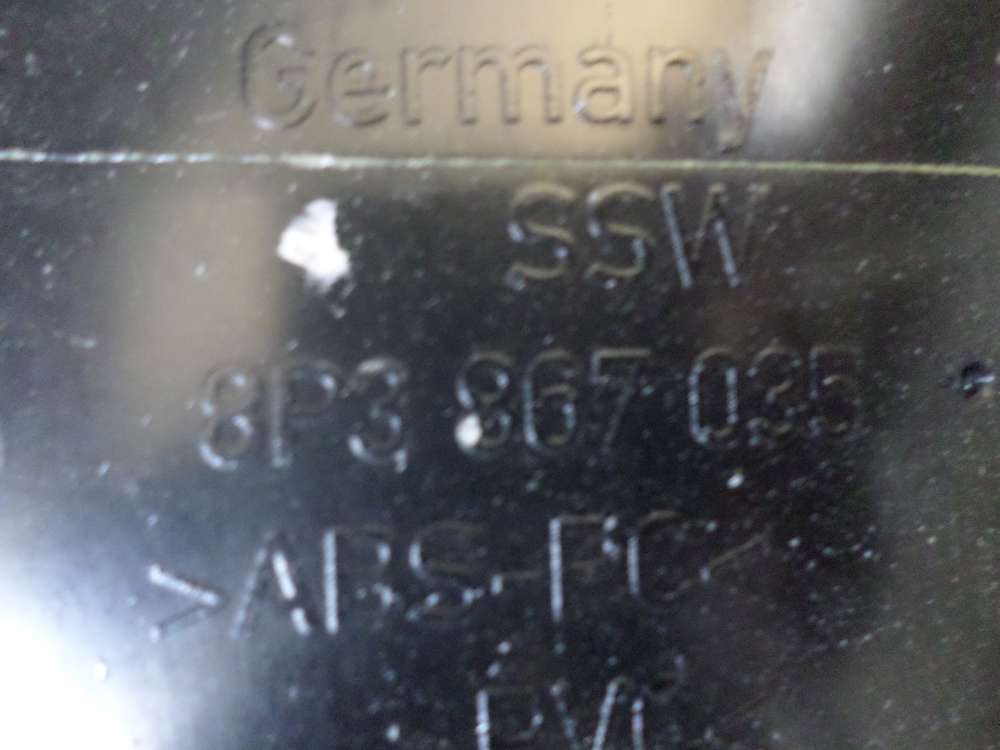 Germany
SSW
8P3 867 035
>ABS-PC<